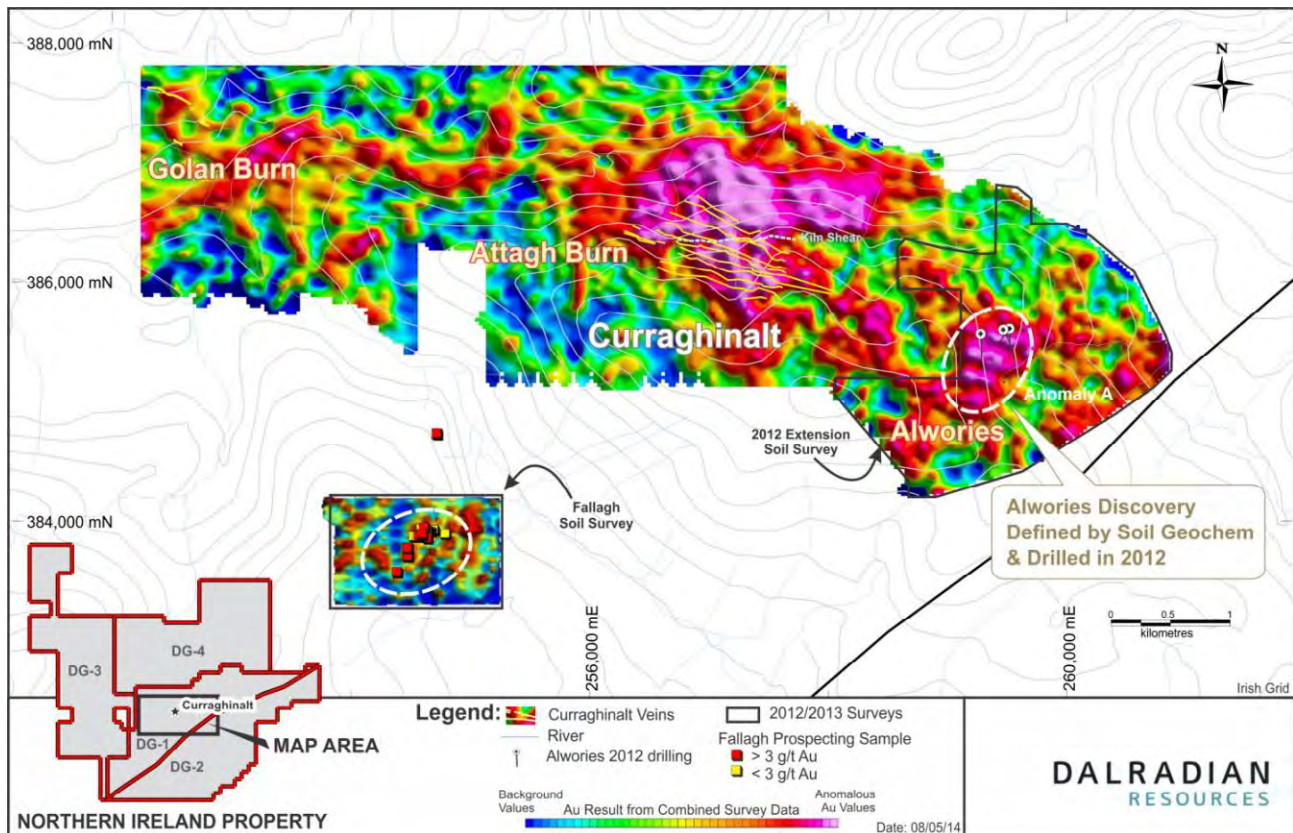 388,000 mN
N
Golan Burn
Kiln Shear
Attagh Burn
386,000 mN
Curraghinalt
Anomaly A
Alwories
2012 Extension
Soil Survey
Fallagh
Soil Survey
Alwories Discovery
Defined by Soil Geochem
& Drilled in 2012
384,000 mN
256,000 mE
260,000 mE
0 0.5 1
kilometres
Irish Grid
DG-3
DG-4
Curraghinalt
DG-1
MAP AREA
DG-2
NORTHERN IRELAND PROPERTY
Legend:
Curraghinalt Veins
River
Alwories 2012 drilling
2012/2013 Surveys
Fallagh Prospecting Sample
> 3 g/t Au
< 3 g/t Au
Background
Values
Au Result from Combined Survey Data
Anomalous
Au Values
Date: 08/05/14
DALRADIAN
RESOURCES